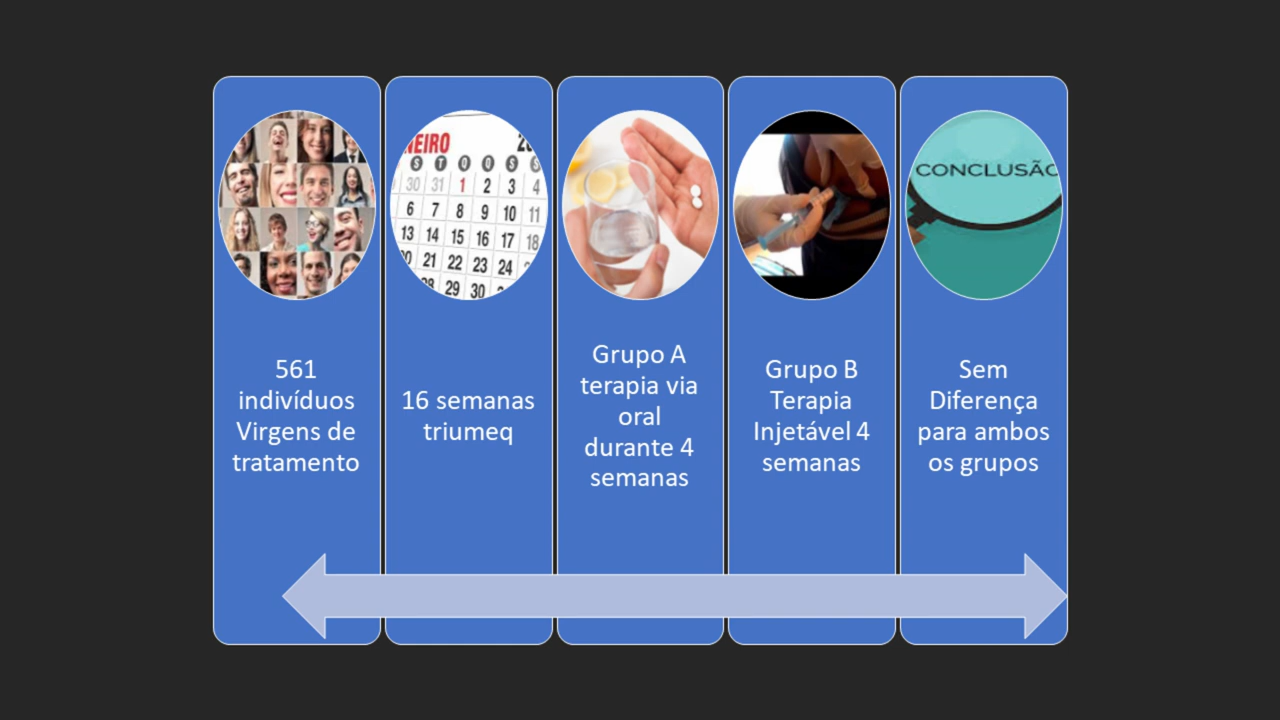 NEIRO
S T Q Q S S
30 31 1 2 3 4
6 7 8 9 10 11
13 14 15 16 17 18
21 22 23 24
29 30
CONCLUSÃO
561
indivíduos
Virgens de
tratamento
16 semanas
triumeq
Grupo A
terapia via
oral
durante 4
semanas
Grupo B
Terapia
Injetável 4
semanas
Sem
Diferença
para ambos
os grupos